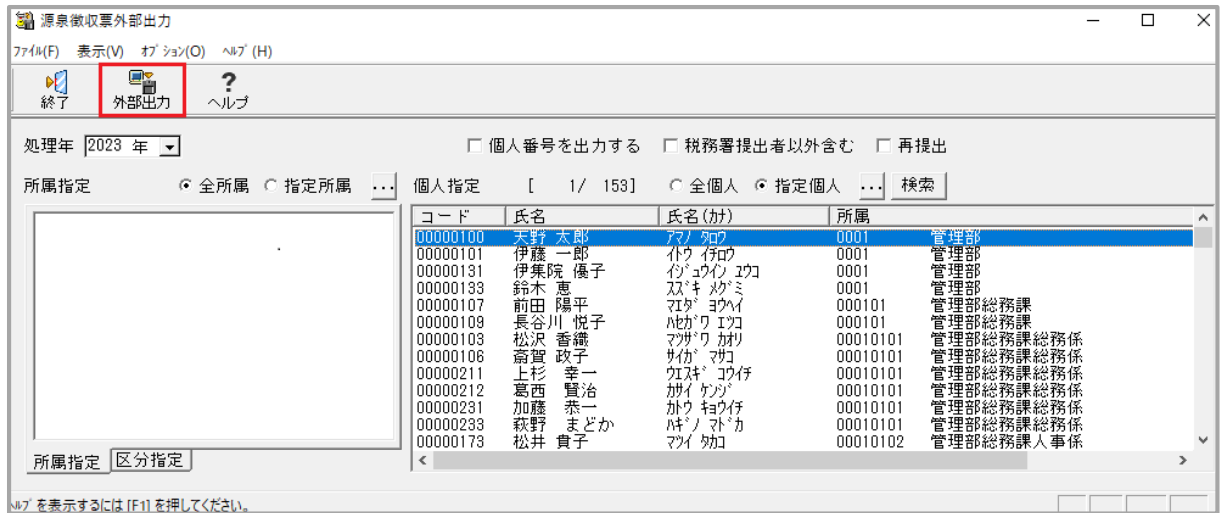 源泉徴収票外部出力
ﾌｧｲﾙ(F) 表示(V) ｵﾌﾟｼｮﾝ(O) ﾍﾙﾌﾟ(H)
終了 外部出力 ヘルプ
処理年 2023 年 個人番号を出力する 税務署提出者以外含む 再提出
所属指定 全所属 指定所属 ... 個人指定 [ 1/ 153] 全個人 指定個人 ... 検索
コード 氏名 氏名(ｶﾅ) 所属
00000100 天野 太郎 ｱﾏﾉ ﾀﾛｳ 0001 管理部
00000101 伊藤 一郎 ｲﾄｳ ｲﾁﾛｳ 0001 管理部
00000131 伊集院 優子 ｲｼﾞｭｳｲﾝ ﾕｳｺ 0001 管理部
00000133 鈴木 恵 ｽｽﾞｷ ﾒｸﾞﾐ 0001 管理部
00000107 前田 陽平 ﾏｴﾀﾞ ﾖｳﾍｲ 000101 管理部総務課
00000109 長谷川 悦子 ﾊｾｶﾞﾜ ｴﾂｺ 000101 管理部総務課
00000103 松沢 香織 ﾏﾂｻﾞﾜ ｶｵﾘ 00010101 管理部総務課総務係
00000106 斎賀 政子 ｻｲｶﾞ ﾏｻｺ 00010101 管理部総務課総務係
00000211 上杉 幸一 ｳｴｽｷﾞ ｺｳｲﾁ 00010101 管理部総務課総務係
00000212 葛西 賢治 ｶｻｲ ｹﾝｼﾞ 00010101 管理部総務課総務係
00000231 加藤 恭一 ｶﾄｳ ｷｮｳｲﾁ 00010101 管理部総務課総務係
00000233 萩野 まどか ﾊｷﾞﾉ ﾏﾄﾞｶ 00010101 管理部総務課総務係
00000173 松井 貴子 ﾏﾂｲ ﾀｶｺ 00010102 管理部総務課人事係
所属指定 区分指定
ﾍﾙﾌﾟを表示するには [F1] を押してください。